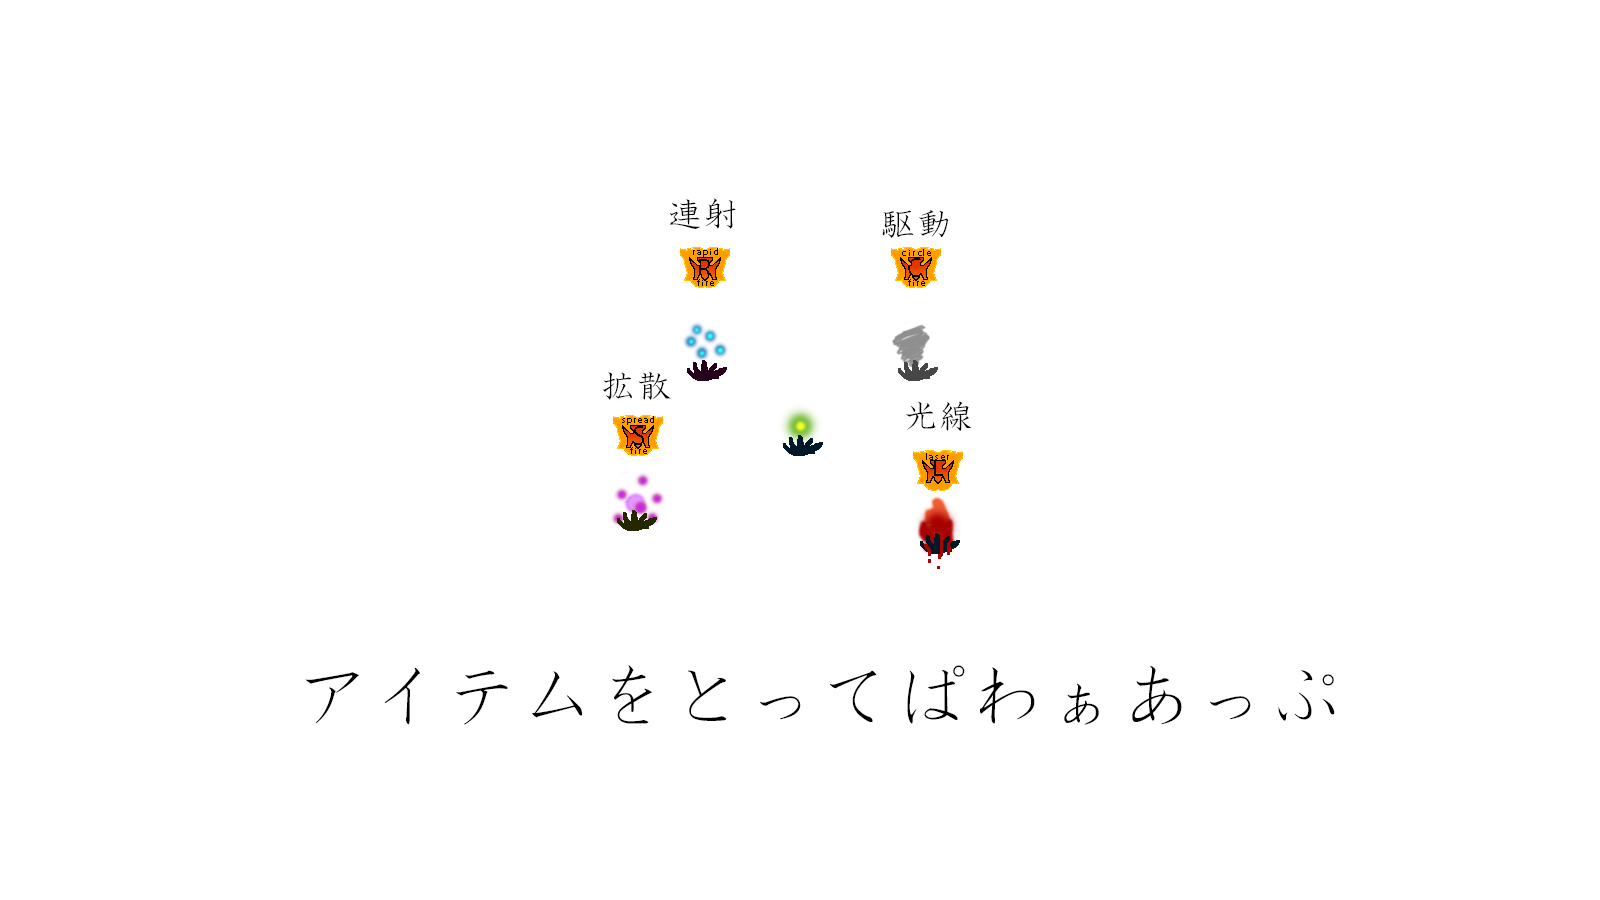 連射
rapid
R
fire
駆動
circle
C
fire
拡散
spread
S
fire
光線
laser
L
アイテムをとってぱわぁあっぷ